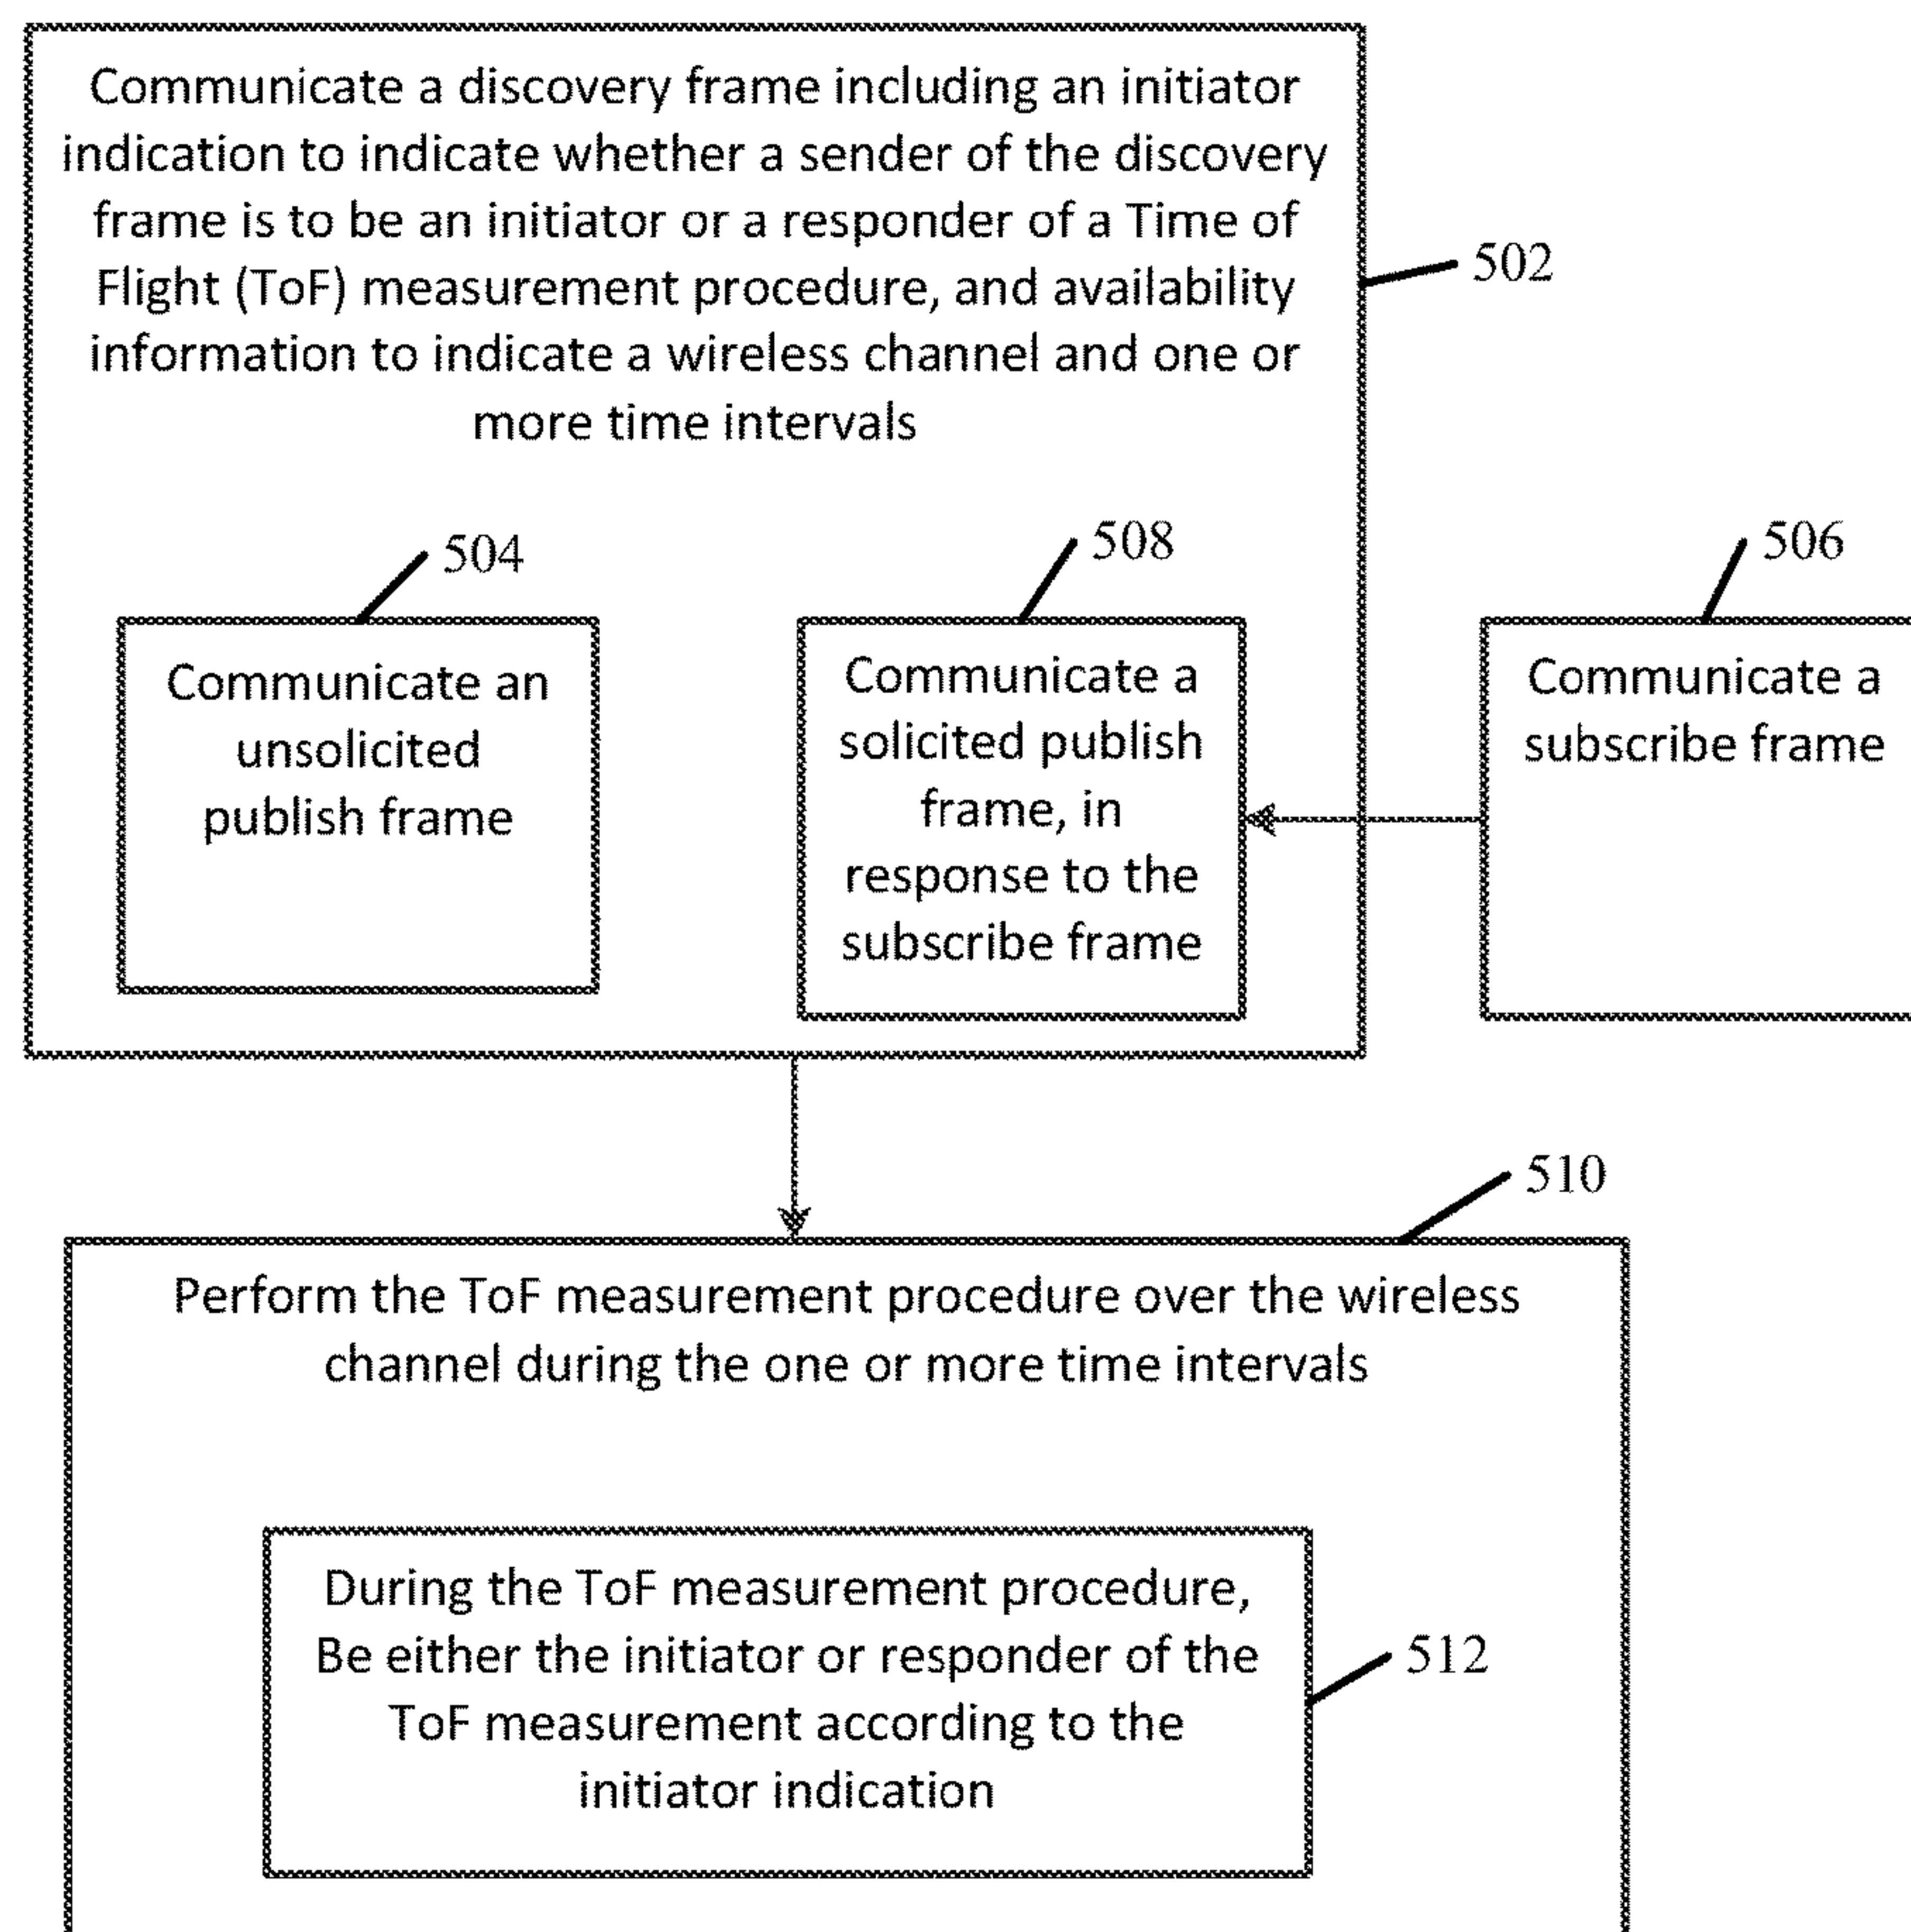 Communicate a discovery frame including an initiator
indication to indicate whether a sender of the discovery
frame is to be an initiator or a responder of a Time of
Flight (ToF) measurement procedure, and availability
information to indicate a wireless channel and one or
more time intervals
502
504
Communicate an
unsolicited
publish frame
508
Communicate a
solicited publish
frame, in
response to the
subscribe frame
506
Communicate a
subscribe frame
510
Perform the ToF measurement procedure over the wireless
channel during the one or more time intervals
During the ToF measurement procedure,
Be either the initiator or responder of the
ToF measurement according to the
initiator indication
512